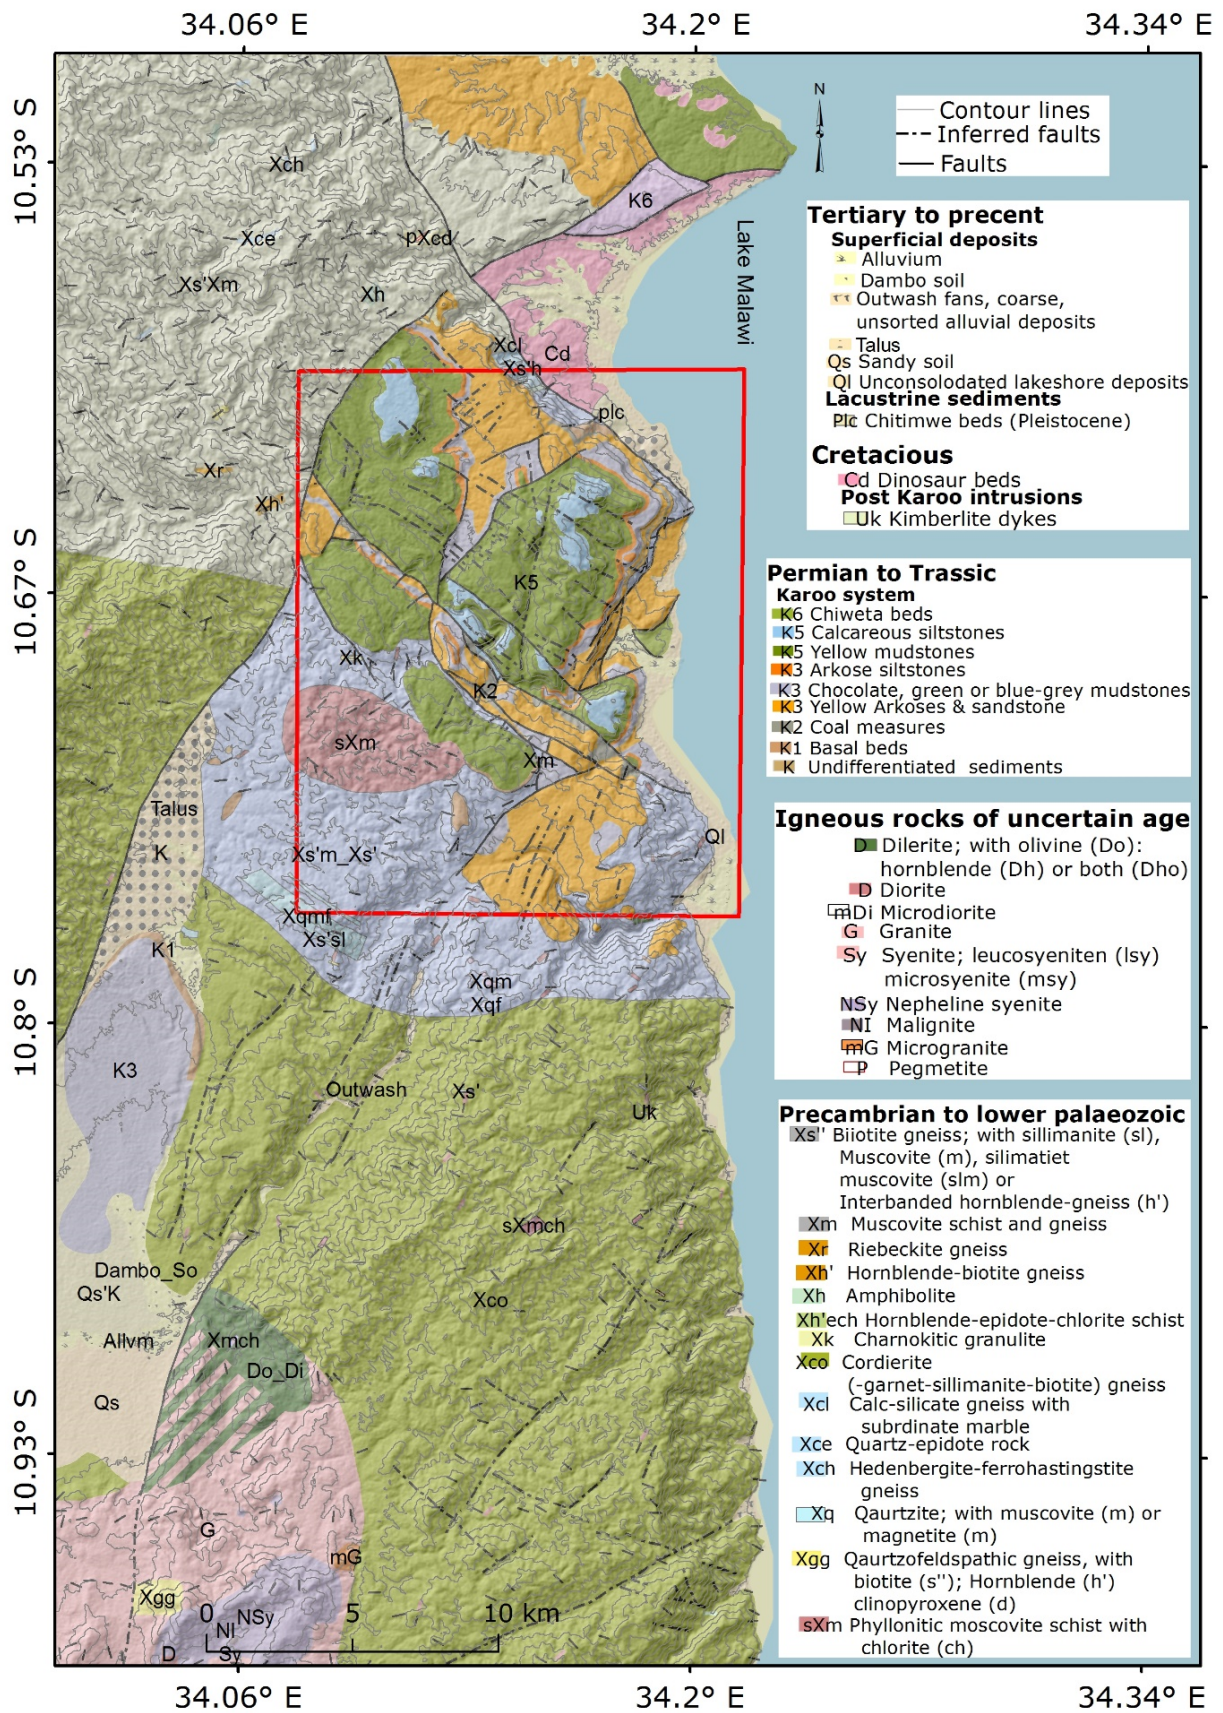 34.06° E
34.2° E
34.34° E
10.53° S
10.67° S
10.8° S
10.93° S
N
Contour lines
Inferred faults
Faults
Lake Malawi
Xch
Xce
pXcd
K6
Xs'Xm
T
Xh
Xcl
Cd
Xs'h
plc
Xr
Xh'
K5
Xk
K2
sXm
Xm
Talus
K
Ql
Xs'm_Xs'
Xqmf
Xs'sl
K1
Xqm
Xqf
K3
Outwash
Xs'
Uk
sXmch
Dambo_So
Qs'K
Xco
Allvm
Xmch
Do_Di
Qs
G
mG
Xgg
NSy
NI
D
Sy
0
5
10 km
Tertiary to precent
Superficial deposits
Alluvium
Dambo soil
Outwash fans, coarse,
unsorted alluvial deposits
Talus
Qs Sandy soil
Ql Unconsolodated lakeshore deposits
Lacustrine sediments
Plc Chitimwe beds (Pleistocene)
Cretacious
Cd Dinosaur beds
Post Karoo intrusions
Uk Kimberlite dykes
Permian to Trassic
Karoo system
K6 Chiweta beds
K5 Calcareous siltstones
K5 Yellow mudstones
K3 Arkose siltstones
K3 Chocolate, green or blue-grey mudstones
K3 Yellow Arkoses & sandstone
K2 Coal measures
K1 Basal beds
K Undifferentiated sediments
Igneous rocks of uncertain age
D Dilerite; with olivine (Do):
hornblende (Dh) or both (Dho)
D Diorite
mDi Microdiorite
G Granite
Sy Syenite; leucosyeniten (lsy)
microsyenite (msy)
NSy Nepheline syenite
NI Malignite
mG Microgranite
P Pegmetite
Precambrian to lower palaeozoic
Xs'' Biiotite gneiss; with sillimanite (sl),
Muscovite (m), silimatiet
muscovite (slm) or
Interbanded hornblende-gneiss (h')
Xm Muscovite schist and gneiss
Xr Riebeckite gneiss
Xh' Hornblende-biotite gneiss
Xh Amphibolite
Xh'ech Hornblende-epidote-chlorite schist
Xk Charnokitic granulite
Xco Cordierite
(-garnet-sillimanite-biotite) gneiss
Xcl Calc-silicate gneiss with
subrdinate marble
Xce Quartz-epidote rock
Xch Hedenbergite-ferrohastingstite
gneiss
Xq Qaurtzite; with muscovite (m) or
magnetite (m)
Xgg Qaurtzofeldspathic gneiss, with
biotite (s''); Hornblende (h')
clinopyroxene (d)
sXm Phyllonitic moscovite schist with
chlorite (ch)
34.06° E
34.2° E
34.34° E